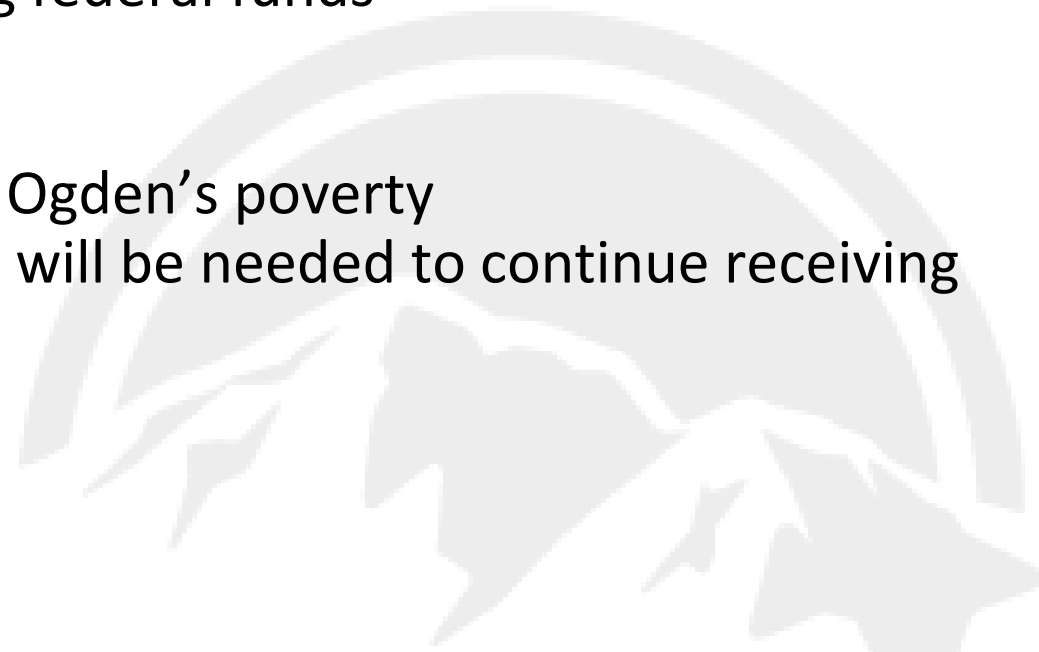 g federal funds
Ogden’s poverty
will be needed to continue receiving